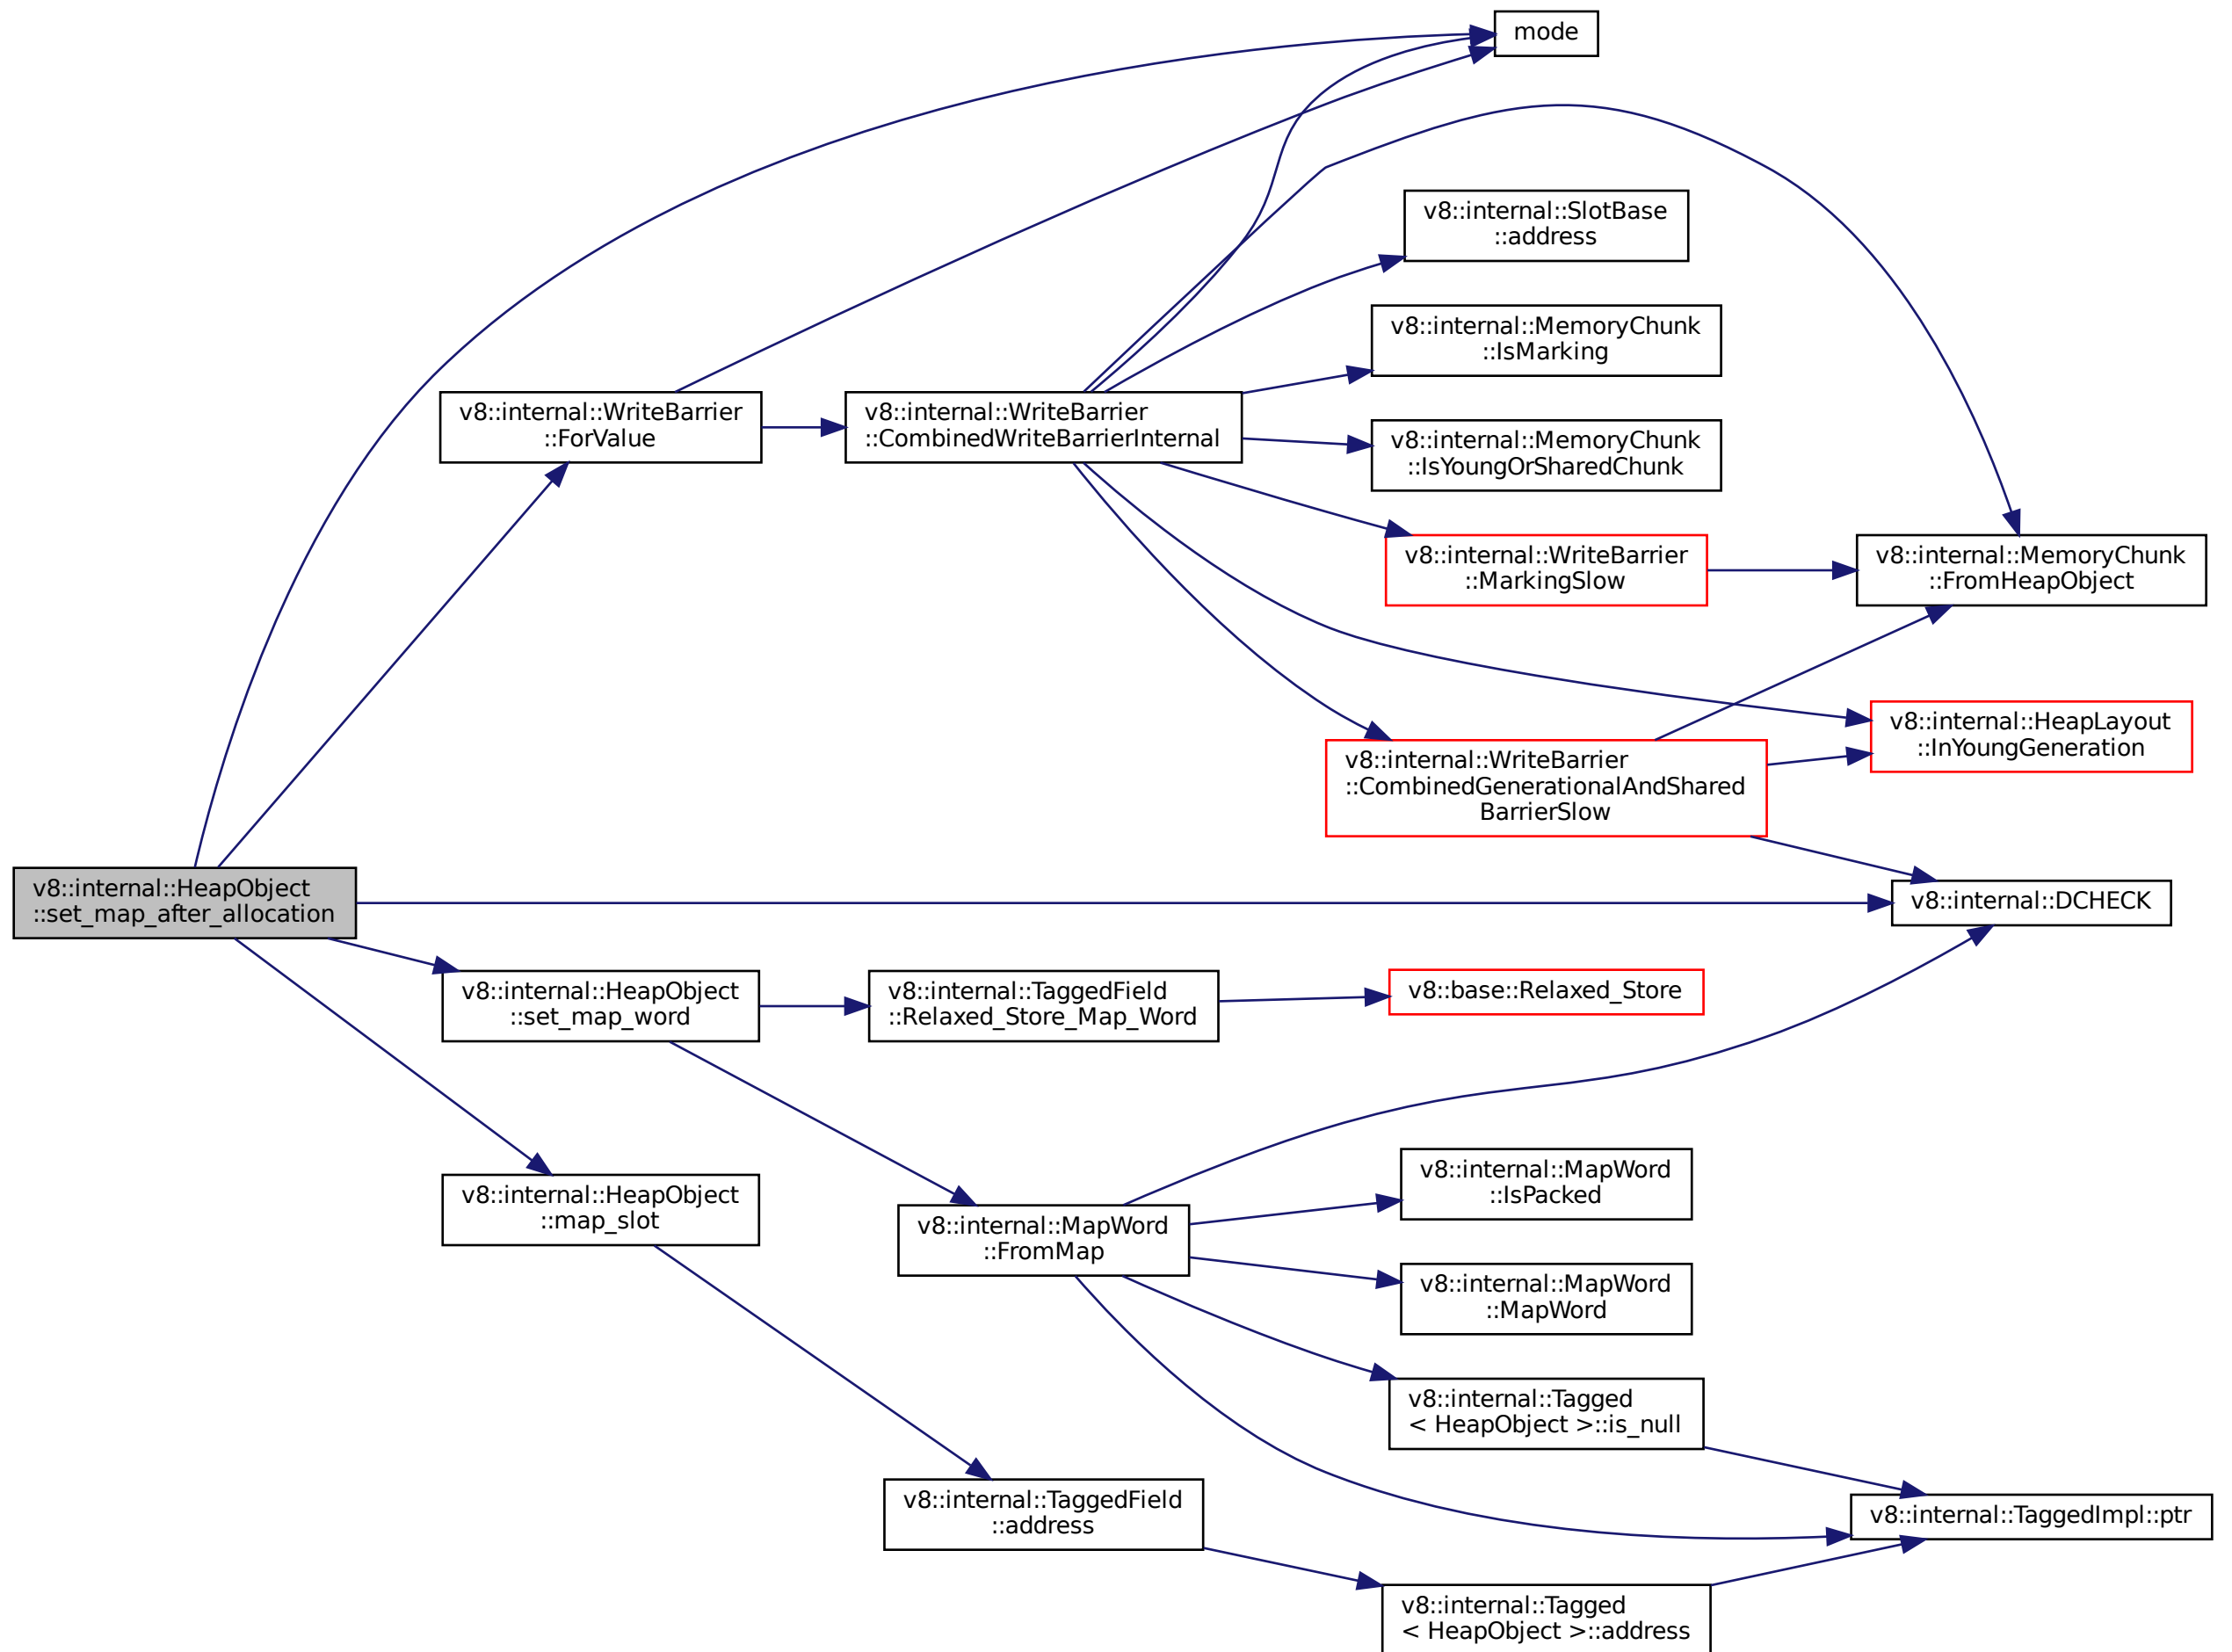 mode
v8::internal::SlotBase
::address
v8::internal::MemoryChunk
::IsMarking
v8::internal::WriteBarrier
::ForValue
v8::internal::WriteBarrier
::CombinedWriteBarrierInternal
v8::internal::MemoryChunk
::IsYoungOrSharedChunk
v8::internal::WriteBarrier
::MarkingSlow
v8::internal::MemoryChunk
::FromHeapObject
v8::internal::HeapLayout
::InYoungGeneration
v8::internal::WriteBarrier
::CombinedGenerationalAndShared
BarrierSlow
v8::internal::HeapObject
::set_map_after_allocation
v8::internal::DCHECK
v8::internal::HeapObject
::set_map_word
v8::internal::TaggedField
::Relaxed_Store_Map_Word
v8::base::Relaxed_Store
v8::internal::MapWord
::IsPacked
v8::internal::HeapObject
::map_slot
v8::internal::MapWord
::FromMap
v8::internal::MapWord
::MapWord
v8::internal::Tagged
< HeapObject >::is_null
v8::internal::TaggedField
::address
v8::internal::TaggedImpl::ptr
v8::internal::Tagged
< HeapObject >::address